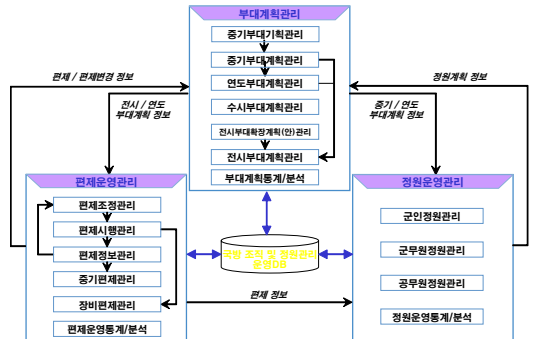 부대계획관리
중기부대기획관리
중기부대계획관리
연도부대계획관리
수시부대계획관리
전시부대확장계획(안)관리
전시부대계획관리
부대계획통계/분석
편제 / 편제변경 정보
전시 / 연도
부대계획 정보
정원계획 정보
중기 / 연도
부대계획 정보
편제운영관리
편제조정관리
편제시행관리
편제정보관리
중기편제관리
장비편제관리
편제운영통계/분석
국방 조직 및 정원관리
운영DB
편제 정보
정원운영관리
군인정원관리
군무원정원관리
공무원정원관리
정원운영통계/분석